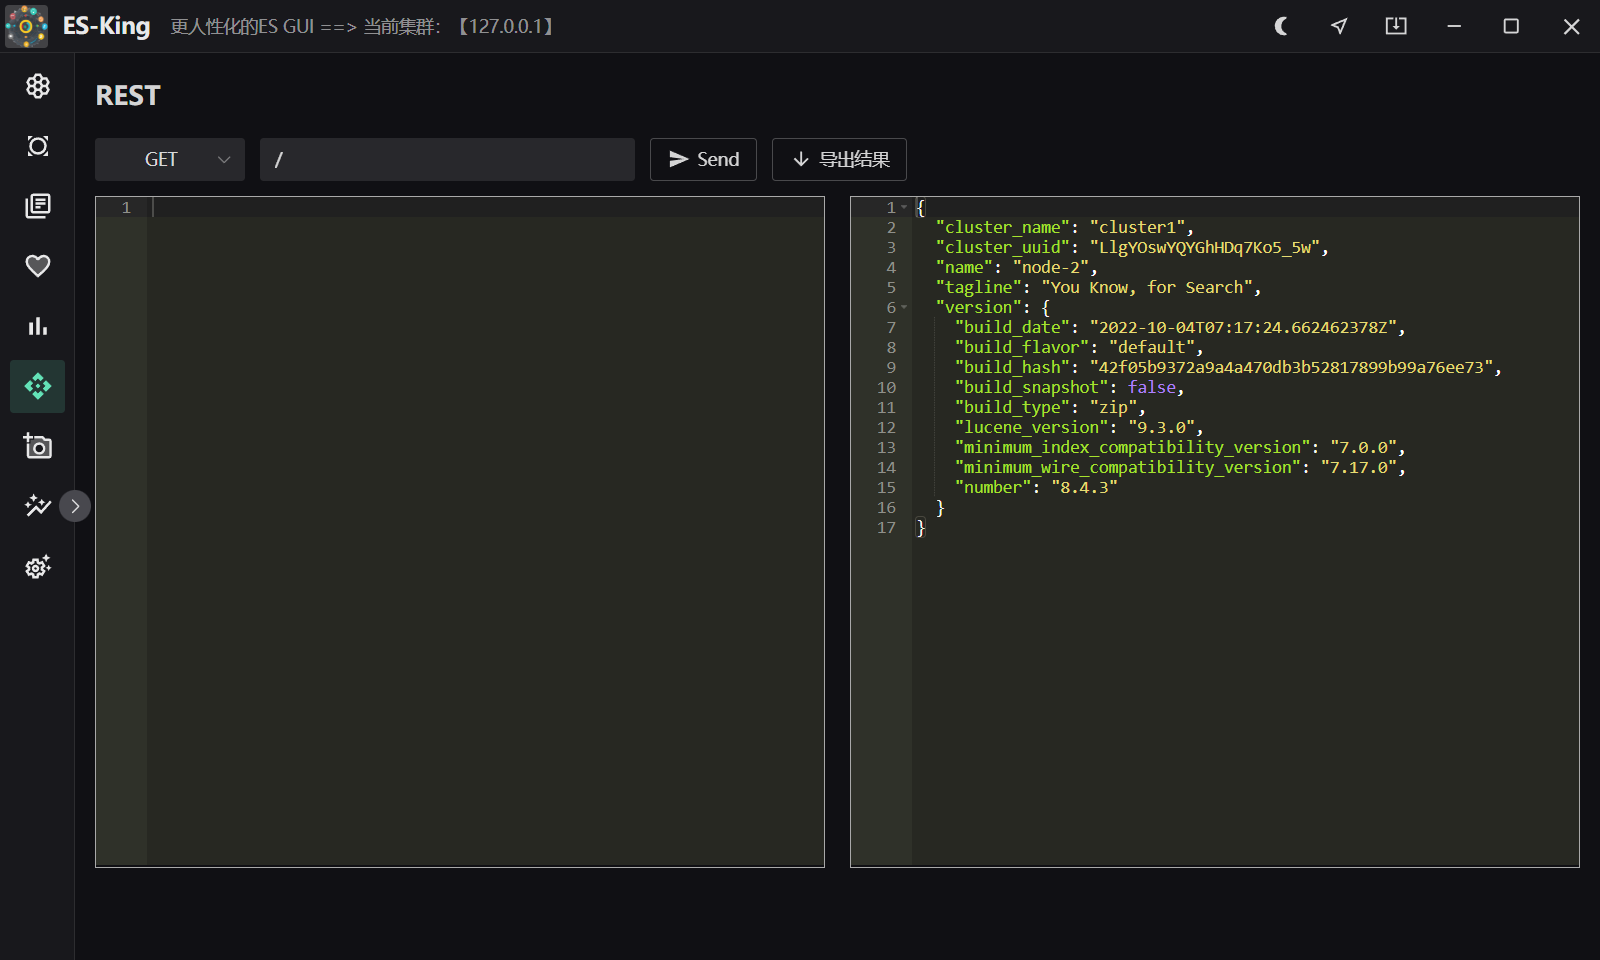 ES-King 更人性化的ES GUI ==> 当前集群：【127.0.0.1】
REST
GET / Send 导出结果
1
1 {
2 "cluster_name": "cluster1",
3 "cluster_uuid": "LlgYOswYQYGhHDq7Ko5_5w",
4 "name": "node-2",
5 "tagline": "You Know, for Search",
6 "version": {
7 "build_date": "2022-10-04T07:17:24.662462378Z",
8 "build_flavor": "default",
9 "build_hash": "42f05b9372a9a4a470db3b52817899b99a76ee73",
10 "build_snapshot": false,
11 "build_type": "zip",
12 "lucene_version": "9.3.0",
13 "minimum_index_compatibility_version": "7.0.0",
14 "minimum_wire_compatibility_version": "7.17.0",
15 "number": "8.4.3"
16 }
17 }